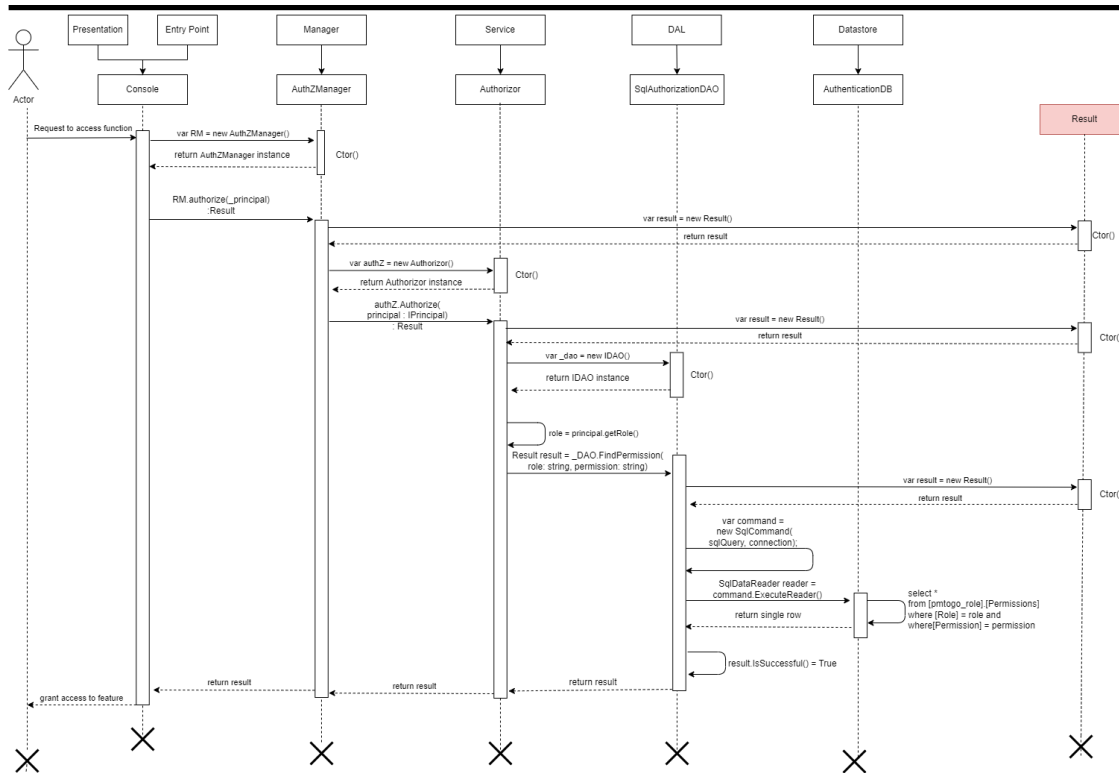 Presentation
Entry Point
Manager
Service
DAL
Datastore
Console
AuthZManager
Authorizor
SqlAuthorizationDAO
AuthenticationDB
Actor
Result
Request to access function
var RM = new AuthZManager()
return AuthZManager instance
Ctor()
RM.authorize(_principal)
:Result
var result = new Result()
return result
Ctor()
var authZ = new Authorizor()
return Authorizor instance
Ctor()
authZ.Authorize(
principal : IPrincipal)
: Result
var result = new Result()
return result
Ctor()
var _dao = new IDAO()
return IDAO instance
Ctor()
role = principal.getRole()
Result result = _DAO.FindPermission(
role: string, permission: string)
var result = new Result()
return result
Ctor()
var command =
new SqlCommand(
sqlQuery, connection);
SqlDataReader reader =
command.ExecuteReader()
return single row
select *
from [pmtogo_role].[Permissions]
where [Role] = role and
where[Permission] = permission
result.IsSuccessful() = True
return result
return result
return result
grant access to feature